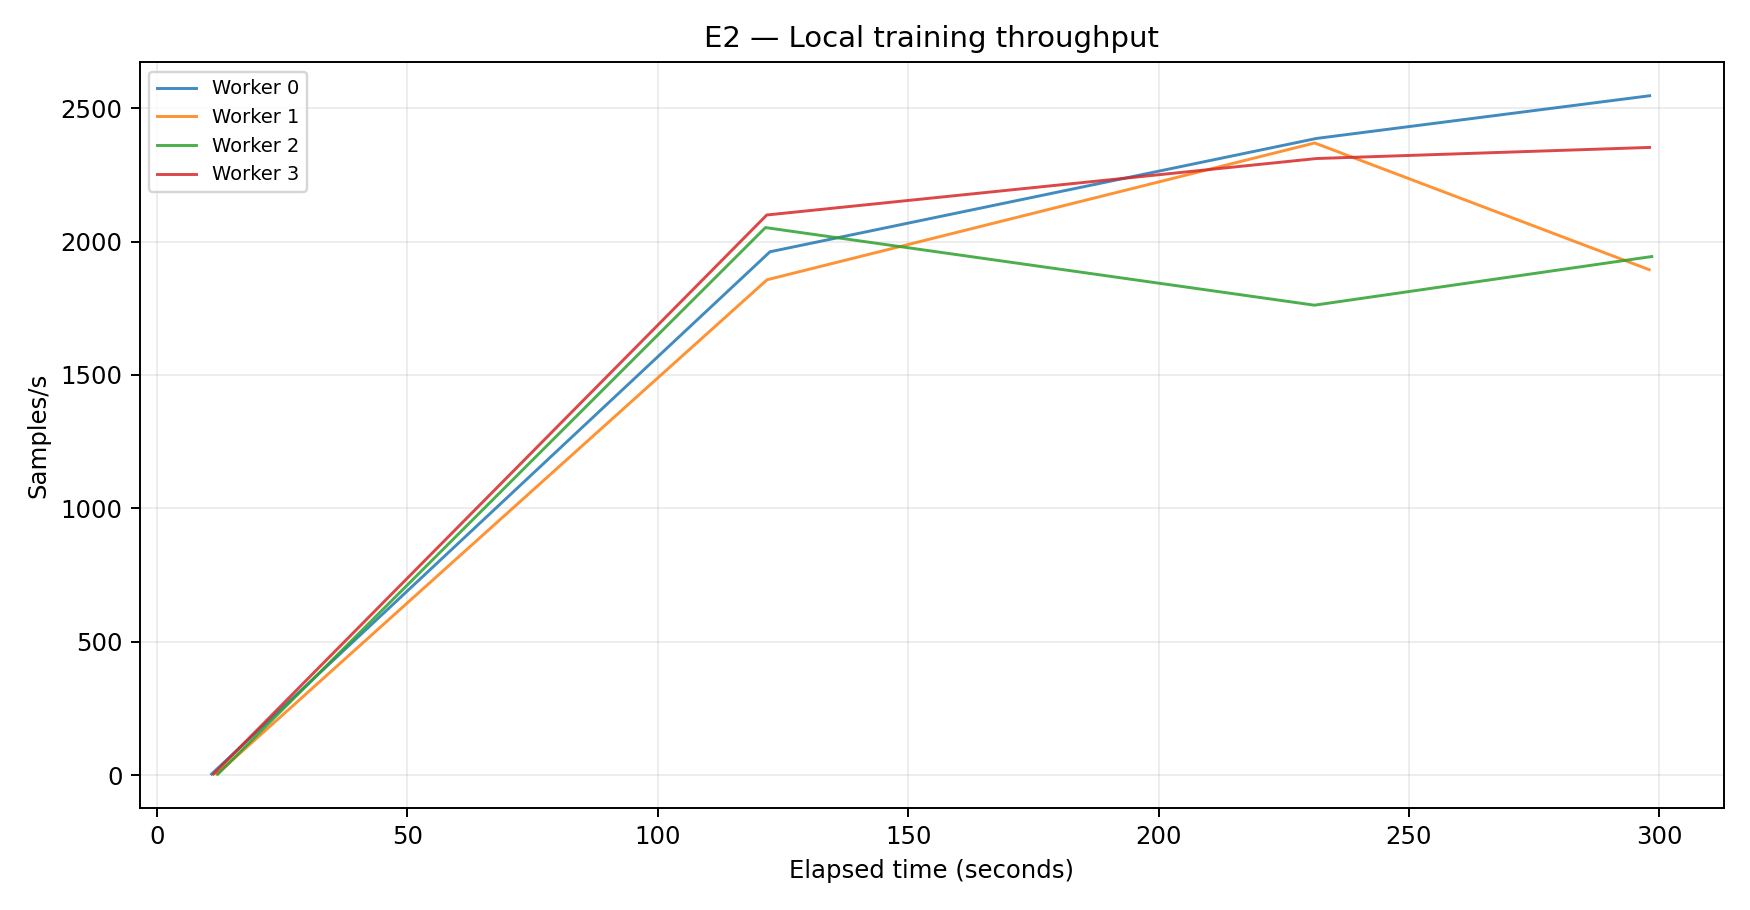 E2 — Local training throughput
Worker 0
Worker 1
Worker 2
Worker 3
2500
2000
1500
1000
500
0
Samples/s
0 50 100 150 200 250 300
Elapsed time (seconds)